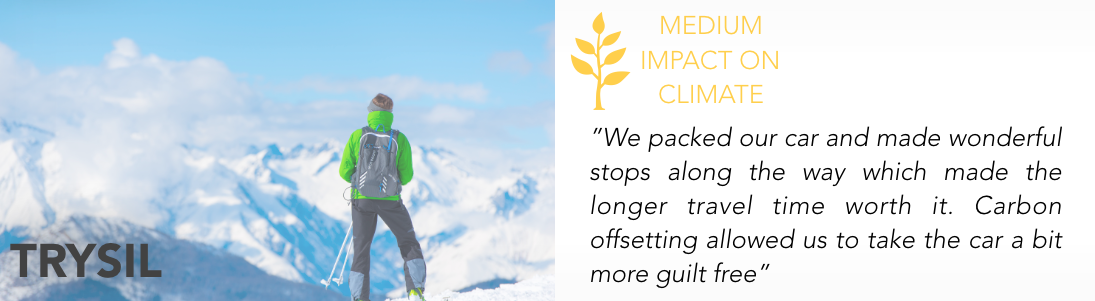 TRYSIL
MEDIUM
IMPACT ON
CLIMATE
”We packed our car and made wonderful
stops along the way which made the
longer travel time worth it. Carbon
offsetting allowed us to take the car a bit
more guilt free”